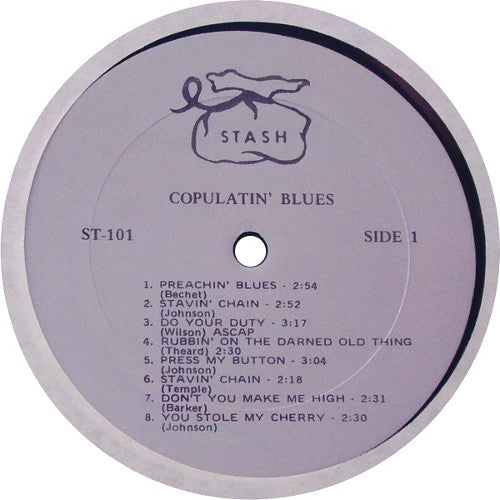 STASH
COPULATIN' BLUES
ST-101
SIDE 1
1. PREACHIN' BLUES - 2:54
(Bechet)
2. STAVIN' CHAIN - 2:52
(Johnson)
3. DO YOUR DUTY - 3:17
(Wilson) ASCAP
4. RUBBIN' ON THE DARNED OLD THING
(Theard) 2:30
5. PRESS MY BUTTON - 3:04
(Johnson)
6. STAVIN' CHAIN - 2:18
(Temple)
7. DON'T YOU MAKE ME HIGH - 2:31
(Barker)
8. YOU STOLE MY CHERRY - 2:30
(Johnson)